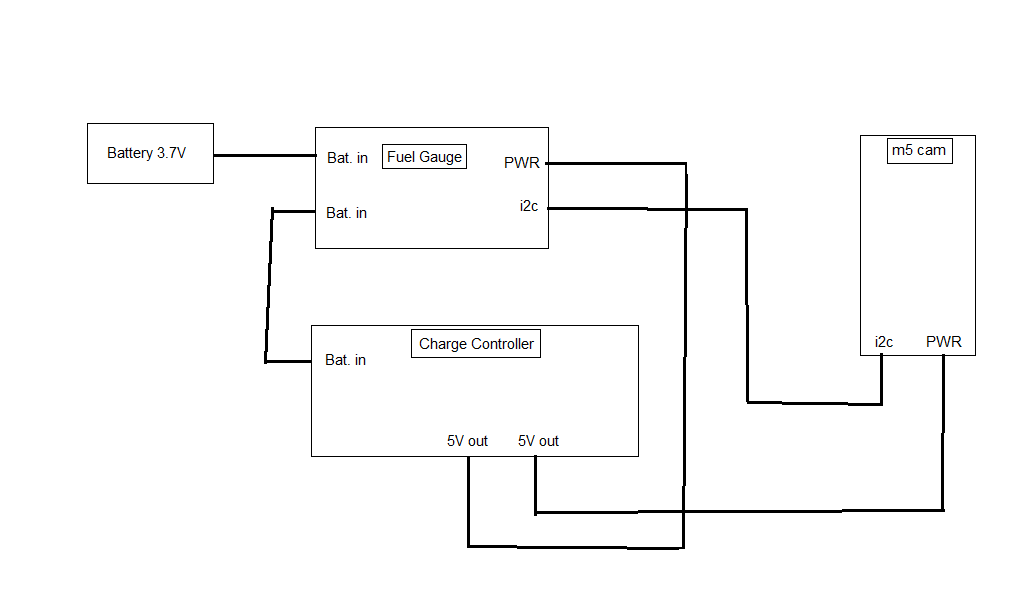 Battery 3.7V
Bat. in
Fuel Gauge
PWR
Bat. in
i2c
m5 cam
i2c
PWR
Charge Controller
Bat. in
5V out
5V out